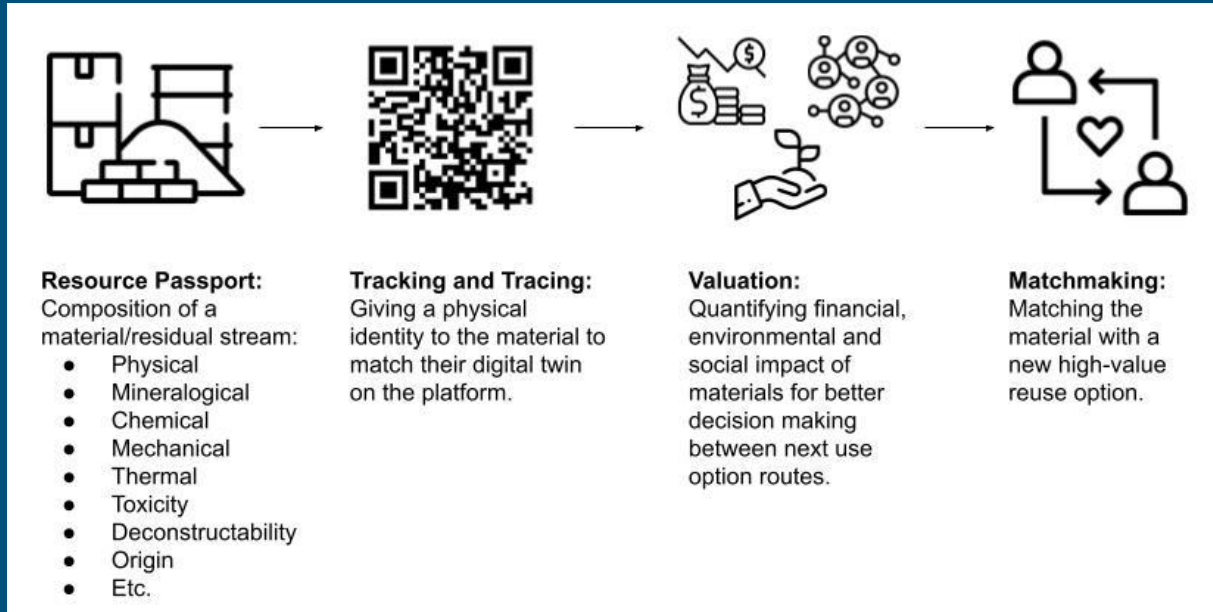 Resource Passport:
Composition of a
material/residual stream:
● Physical
● Mineralogical
● Chemical
● Mechanical
● Thermal
● Toxicity
● Deconstructability
● Origin
● Etc.
Tracking and Tracing:
Giving a physical
identity to the material to
match their digital twin
on the platform.
Valuation:
Quantifying financial,
environmental and
social impact of
materials for better
decision making
between next use
option routes.
Matchmaking:
Matching the
material with a
new high-value
reuse option.